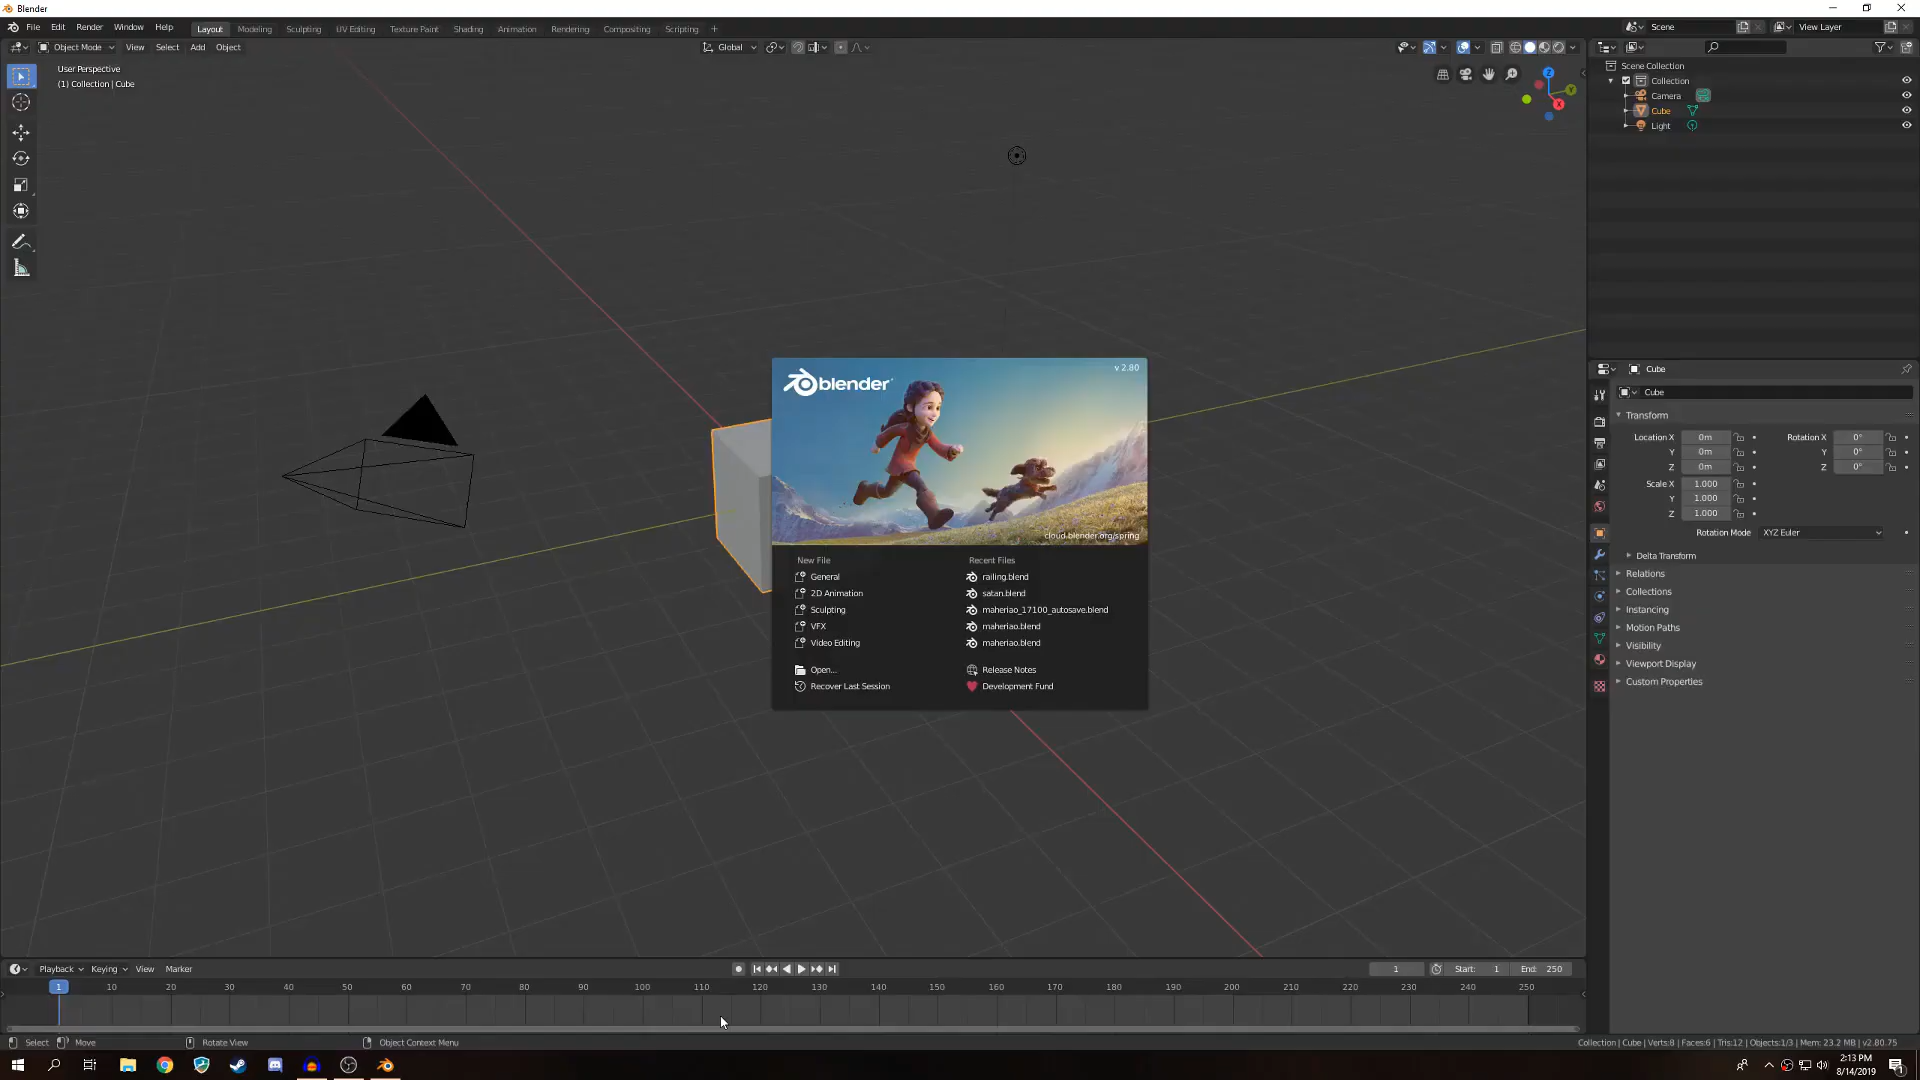 Blender
File Edit Render Window Help
Layout Modeling Sculpting UV Editing Texture Paint Shading Animation Rendering Compositing Scripting +
Scene
View Layer
Object Mode View Select Add Object
Global
User Perspective
(1) Collection | Cube
Z
Y
X
Scene Collection
Collection
Camera
Cube
Light
blender
v 2.80
cloud.blender.org/spring
New File
General
2D Animation
Sculpting
VFX
Video Editing
Open...
Recover Last Session
Recent Files
railing.blend
satan.blend
maheriao_17100_autosave.blend
maheriao.blend
maheriao.blend
Release Notes
Development Fund
Cube
Cube
Transform
Location X 0m Rotation X 0°
Y 0m Y 0°
Z 0m Z 0°
Scale X 1.000
Y 1.000
Z 1.000
Rotation Mode XYZ Euler
Delta Transform
Relations
Collections
Instancing
Motion Paths
Visibility
Viewport Display
Custom Properties
Playback Keying View Marker
1 Start: 1 End: 250
1 10 20 30 40 50 60 70 80 90 100 110 120 130 140 150 160 170 180 190 200 210 220 230 240 250
Select Move Rotate View Object Context Menu
Collection | Cube | Verts:8 | Faces:6 | Tris:12 | Objects:1/3 | Mem: 23.2 MB | v2.80.75
2:13 PM
8/14/2019